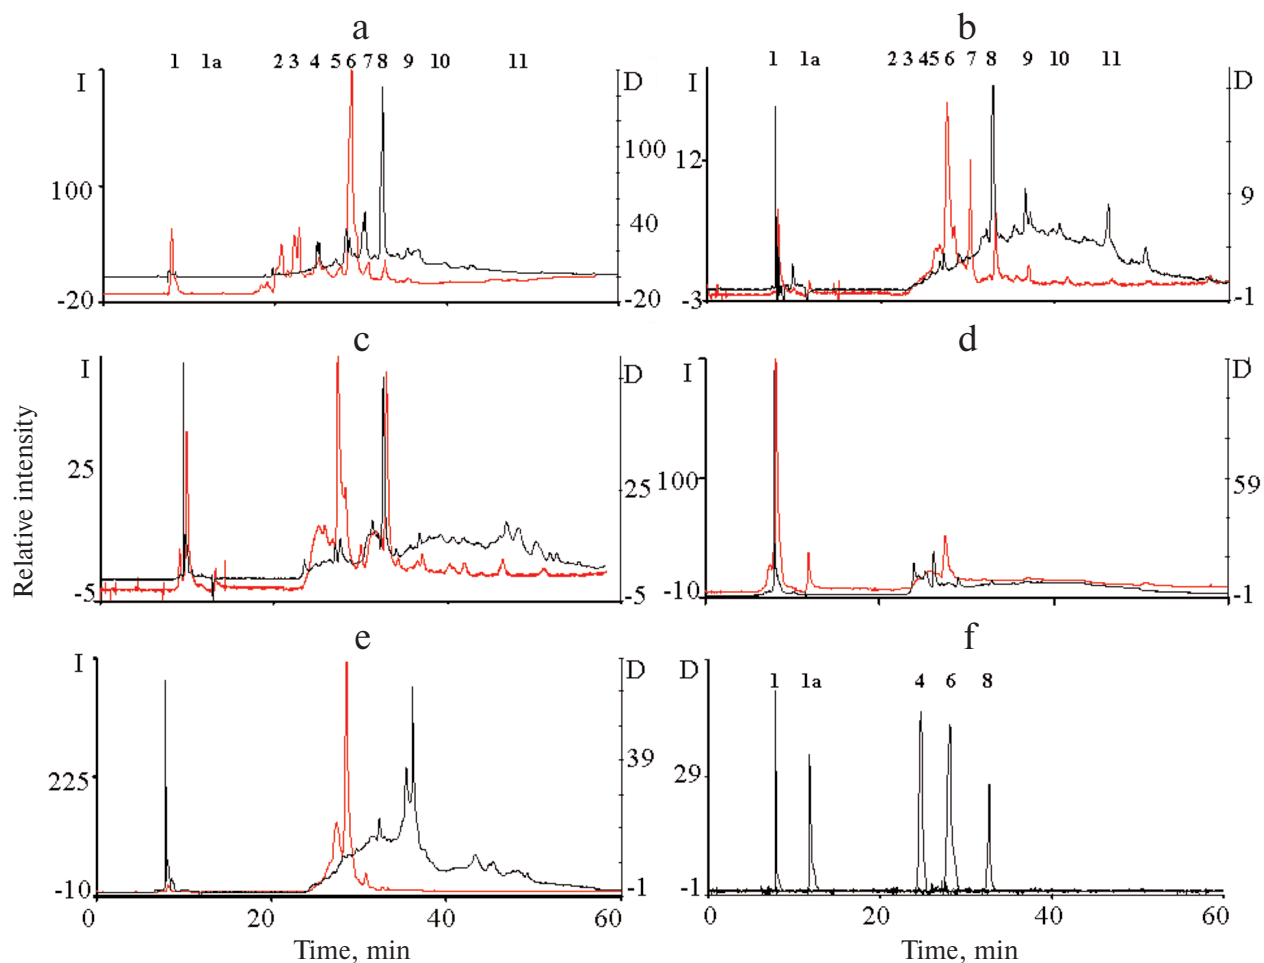 a
1 1a 2 3 4 5 6 7 8 9 10 11
I D
100
100
40
-20 -20
b
1 1a 2 3 4 5 6 7 8 9 10 11
I D
12
9
-3 -1
c
I D
25
25
-5 -5
d
I D
100 59
-10 -1
Relative intensity
e
I D
39
225
-10 -1
0 20 40 60
Time, min
f
D
1 1a 4 6 8
29
-1
0 20 40 60
Time, min